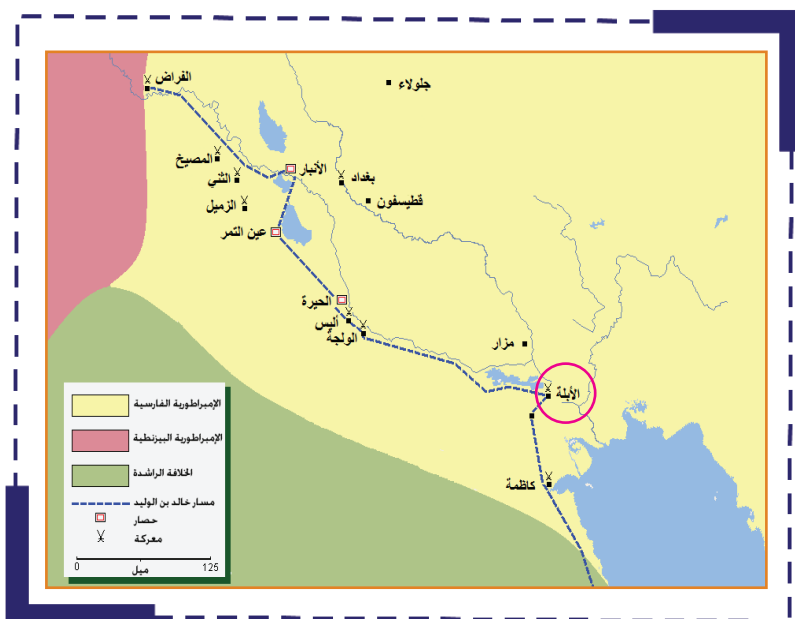 الفراض
جلولاء
المصيخ
الثني
الأنبار
بغداد
الزميل
قطيسفون
عين التمر
الحيرة
أليس
الولجة
مزار
الأبلة
كاظمة
الإمبراطورية الفارسية
الإمبراطورية البيزنطية
الخلافة الراشدة
مسار خالد بن الوليد
حصار
معركة
0 125
ميل